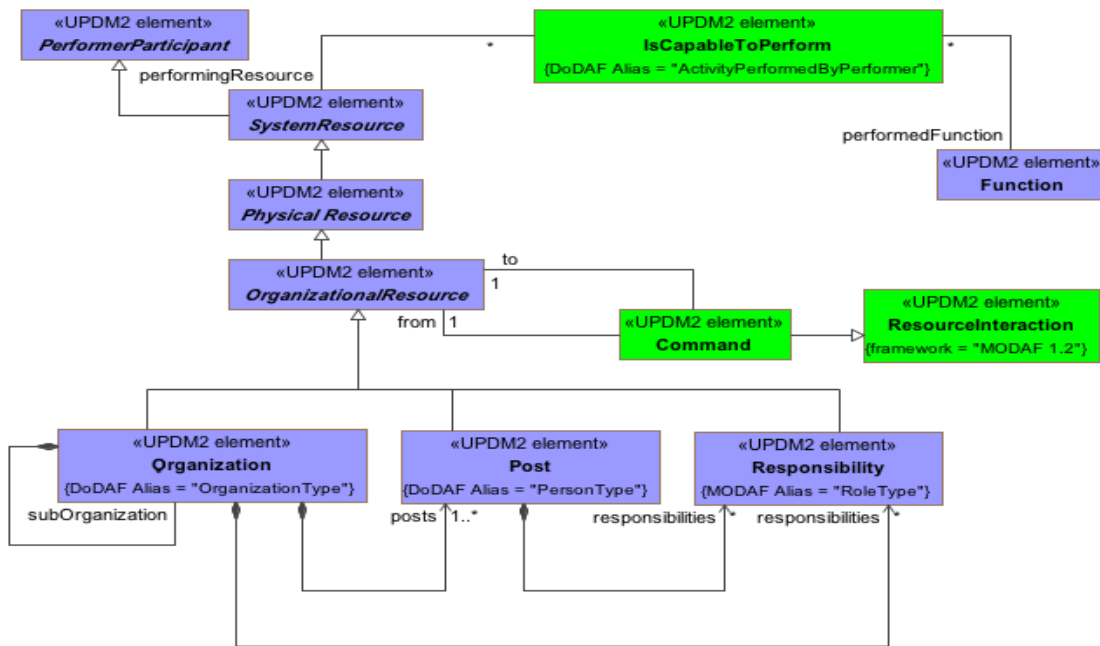 «UPDM2 element»
PerformerParticipant
«UPDM2 element»
IsCapableToPerform
{DoDAF Alias = "ActivityPerformedByPerformer"}
*
*
performingResource
«UPDM2 element»
SystemResource
performedFunction
«UPDM2 element»
Function
«UPDM2 element»
Physical Resource
«UPDM2 element»
OrganizationalResource
to
1
from
1
«UPDM2 element»
Command
«UPDM2 element»
ResourceInteraction
{framework = "MODAF 1.2"}
«UPDM2 element»
Organization
{DoDAF Alias = "OrganizationType"}
«UPDM2 element»
Post
{DoDAF Alias = "PersonType"}
«UPDM2 element»
Responsibility
{MODAF Alias = "RoleType"}
subOrganization
posts
1..*
responsibilities
*
responsibilities
*